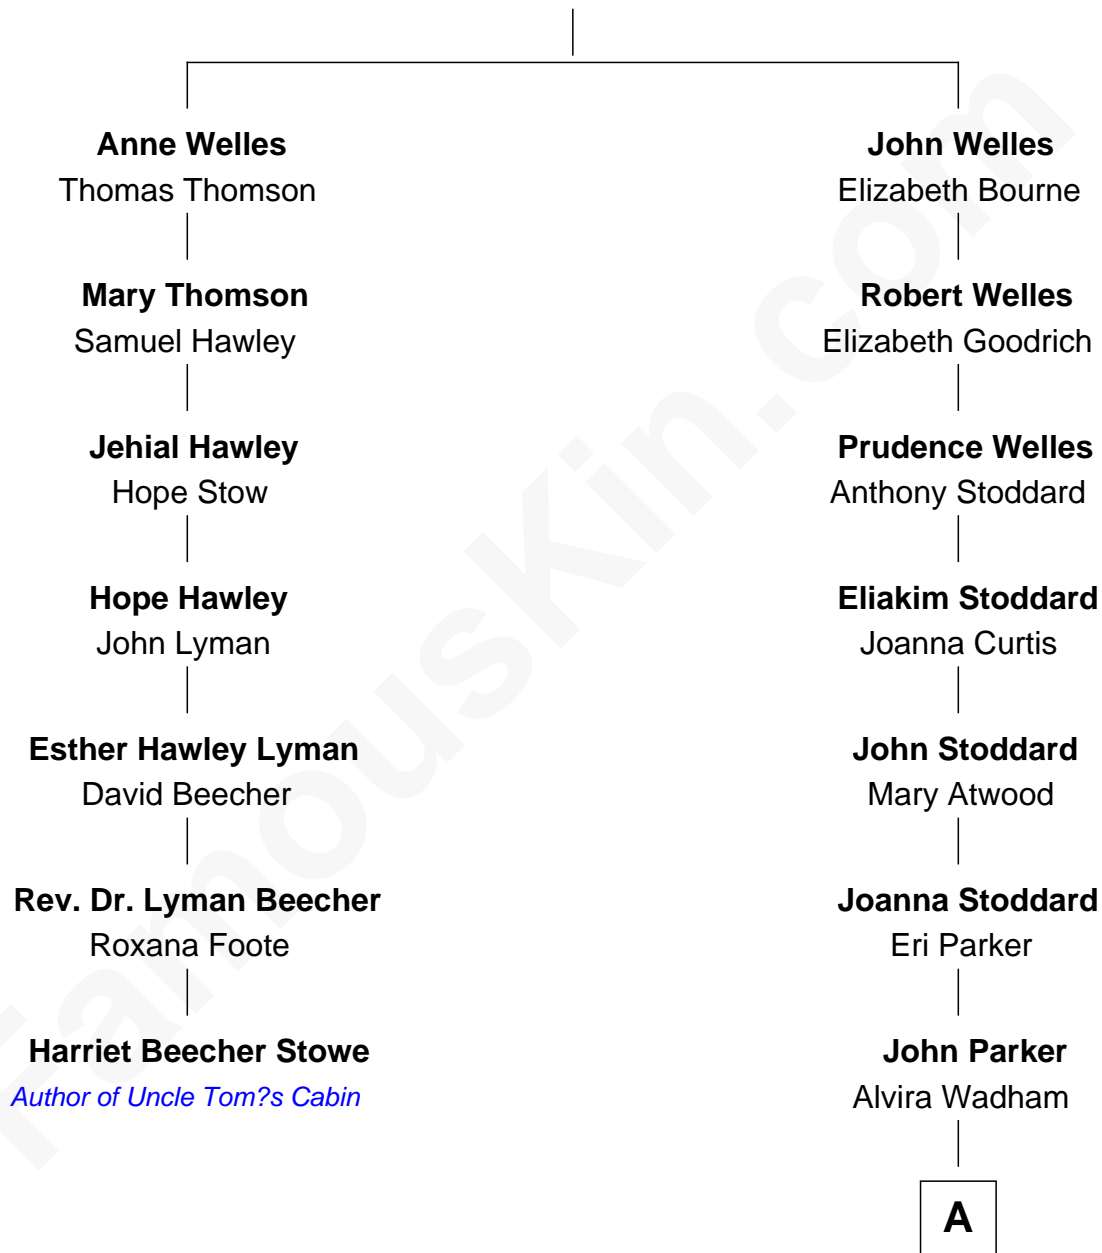 Anne Welles
Thomas Thomson
Mary Thomson
Samuel Hawley
Jehial Hawley
Hope Stow
Hope Hawley
John Lyman
Esther Hawley Lyman
David Beecher
Rev. Dr. Lyman Beecher
Roxana Foote
Harriet Beecher Stowe
Author of Uncle Tom?s Cabin
John Welles
Elizabeth Bourne
Robert Welles
Elizabeth Goodrich
Prudence Welles
Anthony Stoddard
Eliakim Stoddard
Joanna Curtis
John Stoddard
Mary Atwood
Joanna Stoddard
Eri Parker
John Parker
Alvira Wadham
A
FamousKin.com